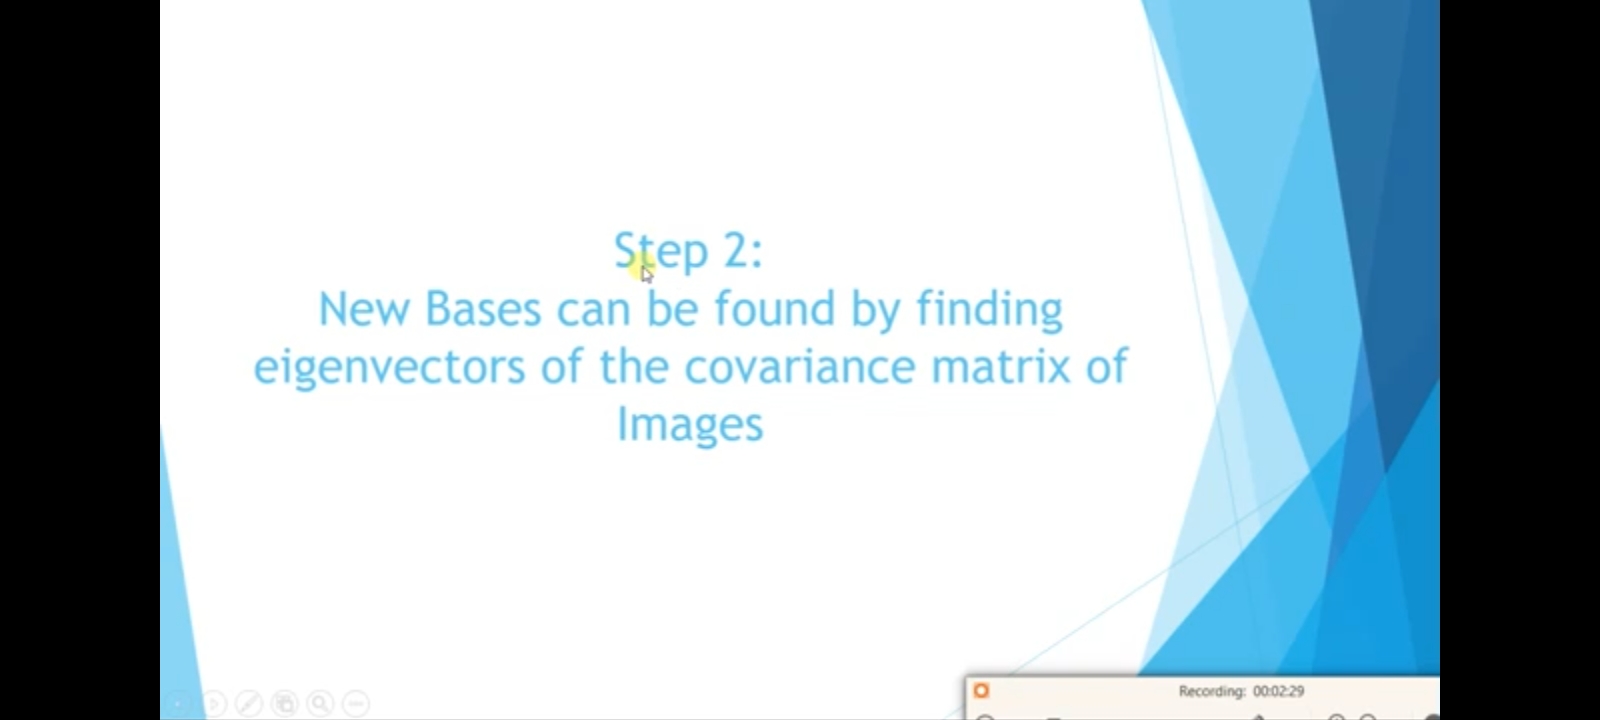 Step 2:
New Bases can be found by finding
eigenvectors of the covariance matrix of
Images
Recording: 00:02:29